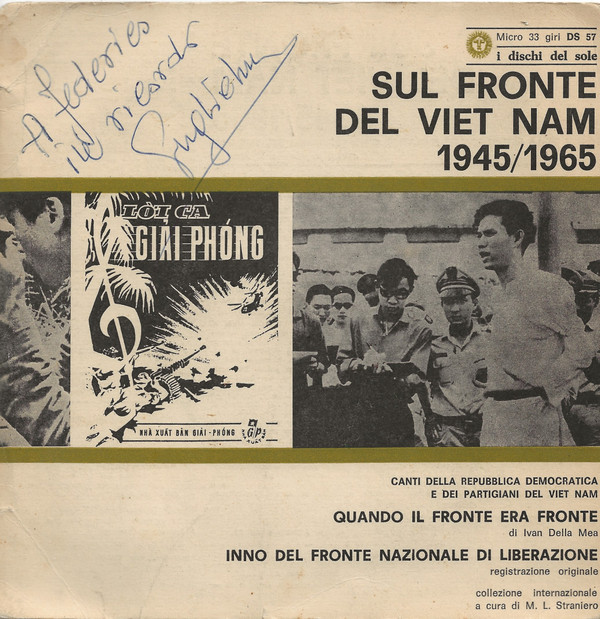 Micro 33 giri DS 57
i dischi del sole
SUL FRONTE
DEL VIET NAM
1945/1965
A federico
in ricordo
LỜI CA
GIẢI PHÓNG
NHÀ XUẤT BẢN GIẢI - PHÓNG
Gp
CANTI DELLA REPUBBLICA DEMOCRATICA
E DEI PARTIGIANI DEL VIET NAM
QUANDO IL FRONTE ERA FRONTE
di Ivan Della Mea
INNO DEL FRONTE NAZIONALE DI LIBERAZIONE
registrazione originale
collezione internazionale
a cura di M. L. Straniero